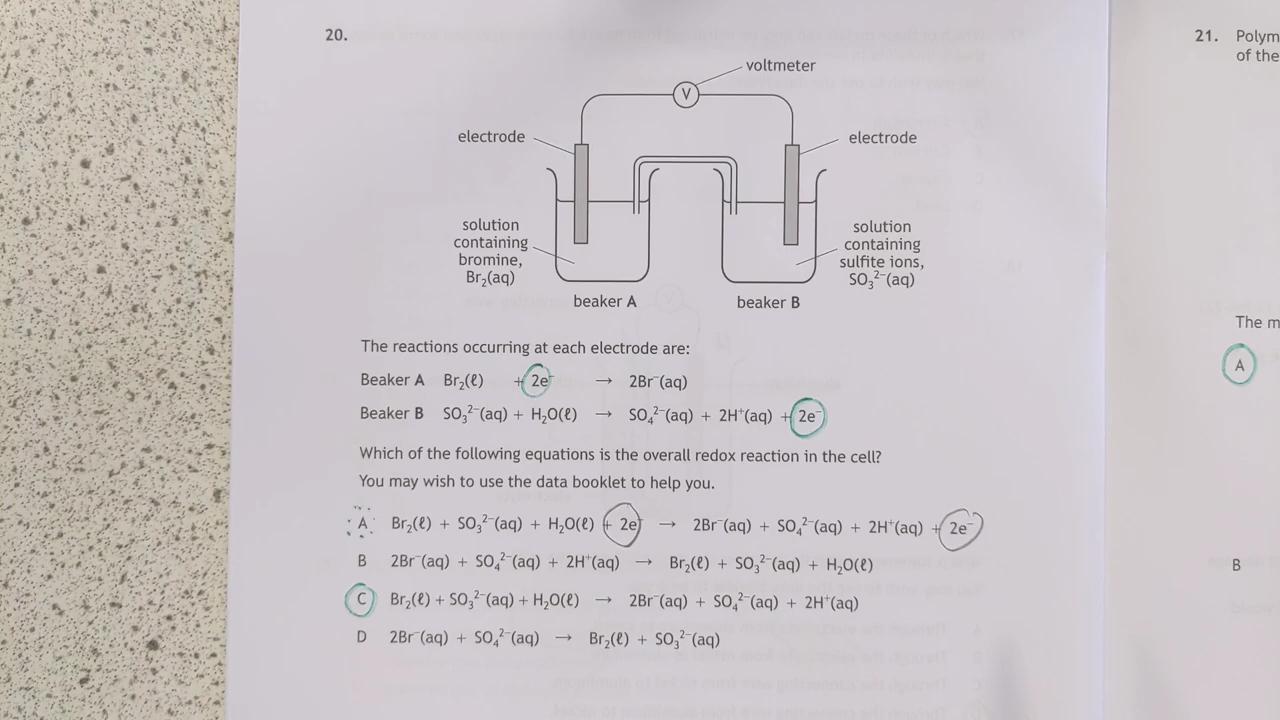 20.
voltmeter
V
electrode
electrode
solution
containing
bromine,
Br₂(aq)
solution
containing
sulfite ions,
SO₃²⁻(aq)
beaker A
beaker B
The reactions occurring at each electrode are:
Beaker A Br₂(ℓ) + 2e⁻ → 2Br⁻(aq)
Beaker B SO₃²⁻(aq) + H₂O(ℓ) → SO₄²⁻(aq) + 2H⁺(aq) + 2e⁻
Which of the following equations is the overall redox reaction in the cell?
You may wish to use the data booklet to help you.
A Br₂(ℓ) + SO₃²⁻(aq) + H₂O(ℓ) + 2e⁻ → 2Br⁻(aq) + SO₄²⁻(aq) + 2H⁺(aq) + 2e⁻
B 2Br⁻(aq) + SO₄²⁻(aq) + 2H⁺(aq) → Br₂(ℓ) + SO₃²⁻(aq) + H₂O(ℓ)
C Br₂(ℓ) + SO₃²⁻(aq) + H₂O(ℓ) → 2Br⁻(aq) + SO₄²⁻(aq) + 2H⁺(aq)
D 2Br⁻(aq) + SO₄²⁻(aq) → Br₂(ℓ) + SO₃²⁻(aq)
21. Polym
of the
The m
A
B